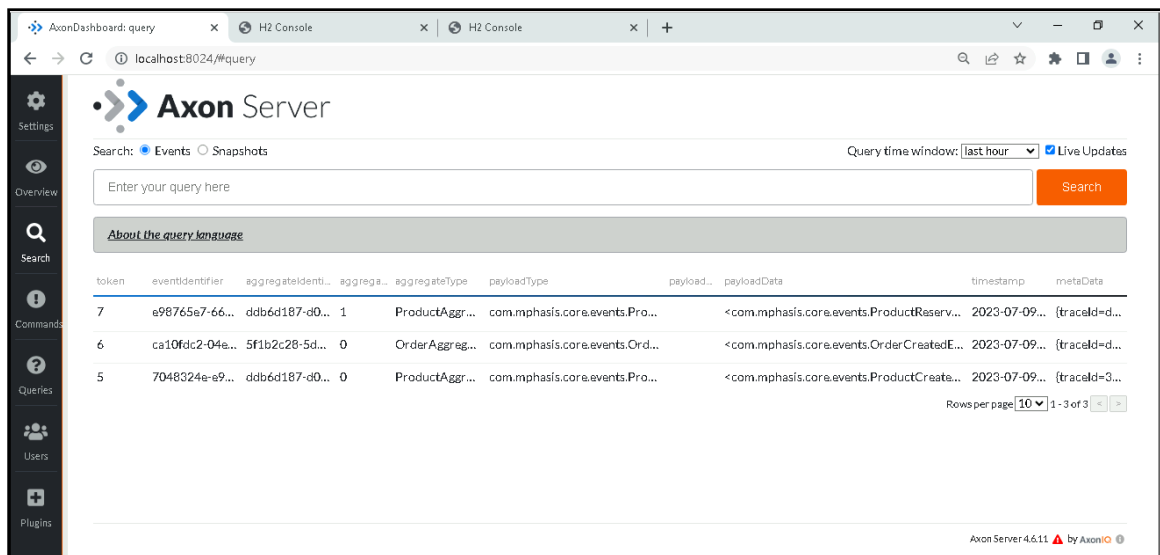 AxonDashboard: query
H2 Console
H2 Console
localhost:8024/#query
Settings
Overview
Search
Commands
Queries
Users
Plugins
Axon Server
Search: Events Snapshots
Query time window: last hour Live Updates
Enter your query here
Search
About the query language
token eventIdentifier aggregateIdenti... aggrega... aggregateType payloadType payload... payloadData timestamp metaData
7 e98765e7-66... ddb6d187-d0... 1 ProductAggr... com.mphasis.core.events.Pro... <com.mphasis.core.events.ProductReserv... 2023-07-09... {traceId=d...
6 ca10fdc2-04e... 5f1b2c28-5d... 0 OrderAggreg... com.mphasis.core.events.Ord... <com.mphasis.core.events.OrderCreatedE... 2023-07-09... {traceId=d...
5 7048324e-e9... ddb6d187-d0... 0 ProductAggr... com.mphasis.core.events.Pro... <com.mphasis.core.events.ProductCreate... 2023-07-09... {traceId=3...
Rows per page 10 1 - 3 of 3 < >
Axon Server 4.6.11 by AxonIQ